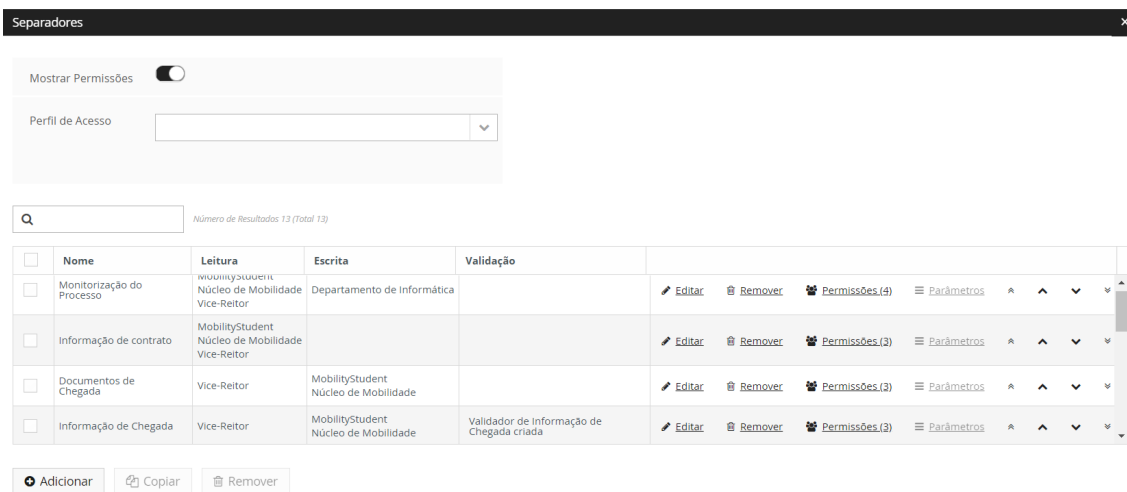 Separadores
Mostrar Permissões
Perfil de Acesso
Número de Resultados 13 (Total 13)
Nome Leitura Escrita Validação
MobilityStudent
Monitorização do Processo Núcleo de Mobilidade Departamento de Informática Editar Remover Permissões (4) Parâmetros
Vice-Reitor
MobilityStudent
Informação de contrato Núcleo de Mobilidade Editar Remover Permissões (3) Parâmetros
Vice-Reitor
Documentos de Chegada Vice-Reitor MobilityStudent Editar Remover Permissões (3) Parâmetros
Núcleo de Mobilidade
Informação de Chegada Vice-Reitor MobilityStudent Validador de Informação de Chegada criada Editar Remover Permissões (3) Parâmetros
Núcleo de Mobilidade
Adicionar Copiar Remover